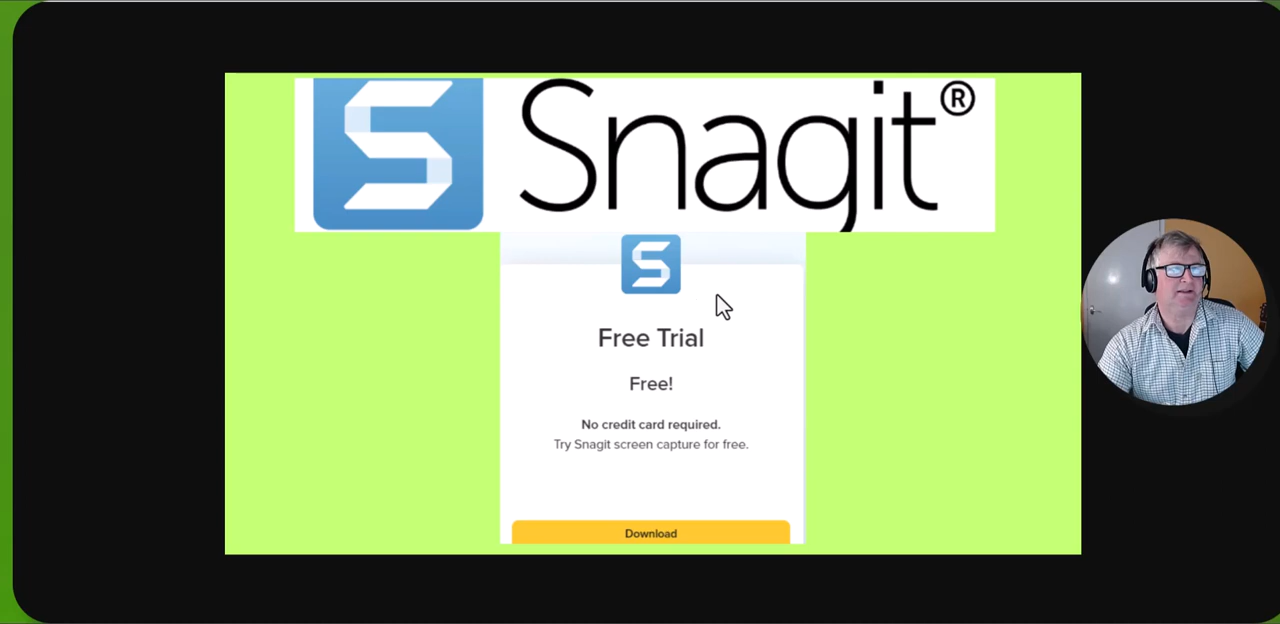 Snagit®
Free Trial
Free!
No credit card required.
Try Snagit screen capture for free.
Download